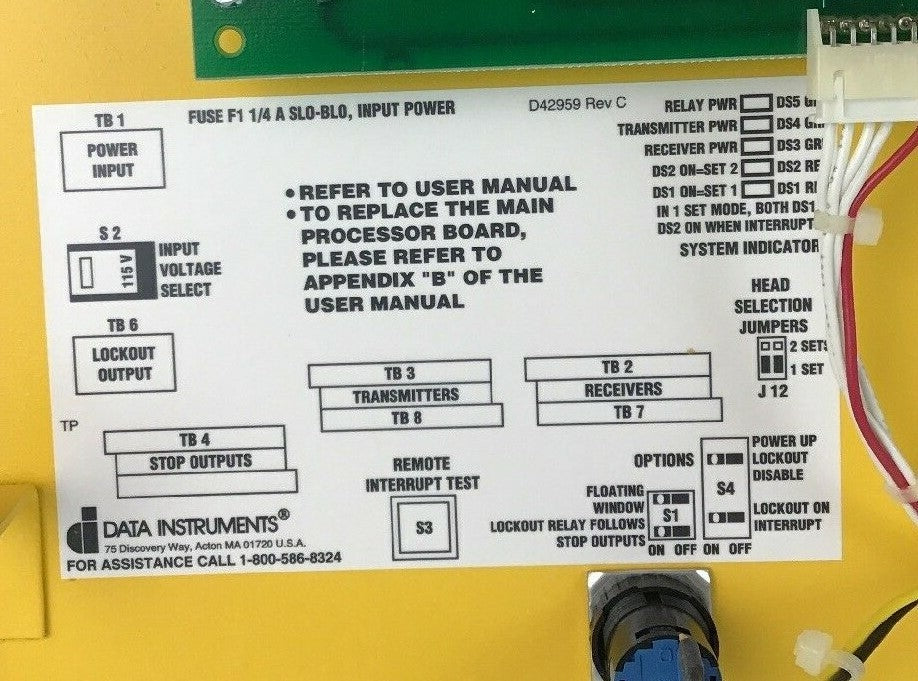 FUSE F1 1/4 A SLO-BLO, INPUT POWER
D42959 Rev C
TB 1
POWER
INPUT
S 2
115 V
INPUT
VOLTAGE
SELECT
TB 6
LOCKOUT
OUTPUT
• REFER TO USER MANUAL
• TO REPLACE THE MAIN
PROCESSOR BOARD,
PLEASE REFER TO
APPENDIX "B" OF THE
USER MANUAL
RELAY PWR DS5
TRANSMITTER PWR DS4
RECEIVER PWR DS3
DS2 ON=SET 2 DS2
DS1 ON=SET 1 DS1
IN 1 SET MODE, BOTH DS1
DS2 ON WHEN INTERRUPT
SYSTEM INDICATOR
HEAD
SELECTION
JUMPERS
2 SETS
1 SET
J 12
TB 3
TRANSMITTERS
TB 8
TB 2
RECEIVERS
TB 7
TP
TB 4
STOP OUTPUTS
REMOTE
INTERRUPT TEST
S3
OPTIONS
POWER UP
LOCKOUT
DISABLE
S4
LOCKOUT ON
INTERRUPT
FLOATING
WINDOW
S1
LOCKOUT RELAY FOLLOWS
STOP OUTPUTS
ON OFF ON OFF
DATA INSTRUMENTS®
75 Discovery Way, Acton MA 01720 U.S.A.
FOR ASSISTANCE CALL 1-800-586-8324